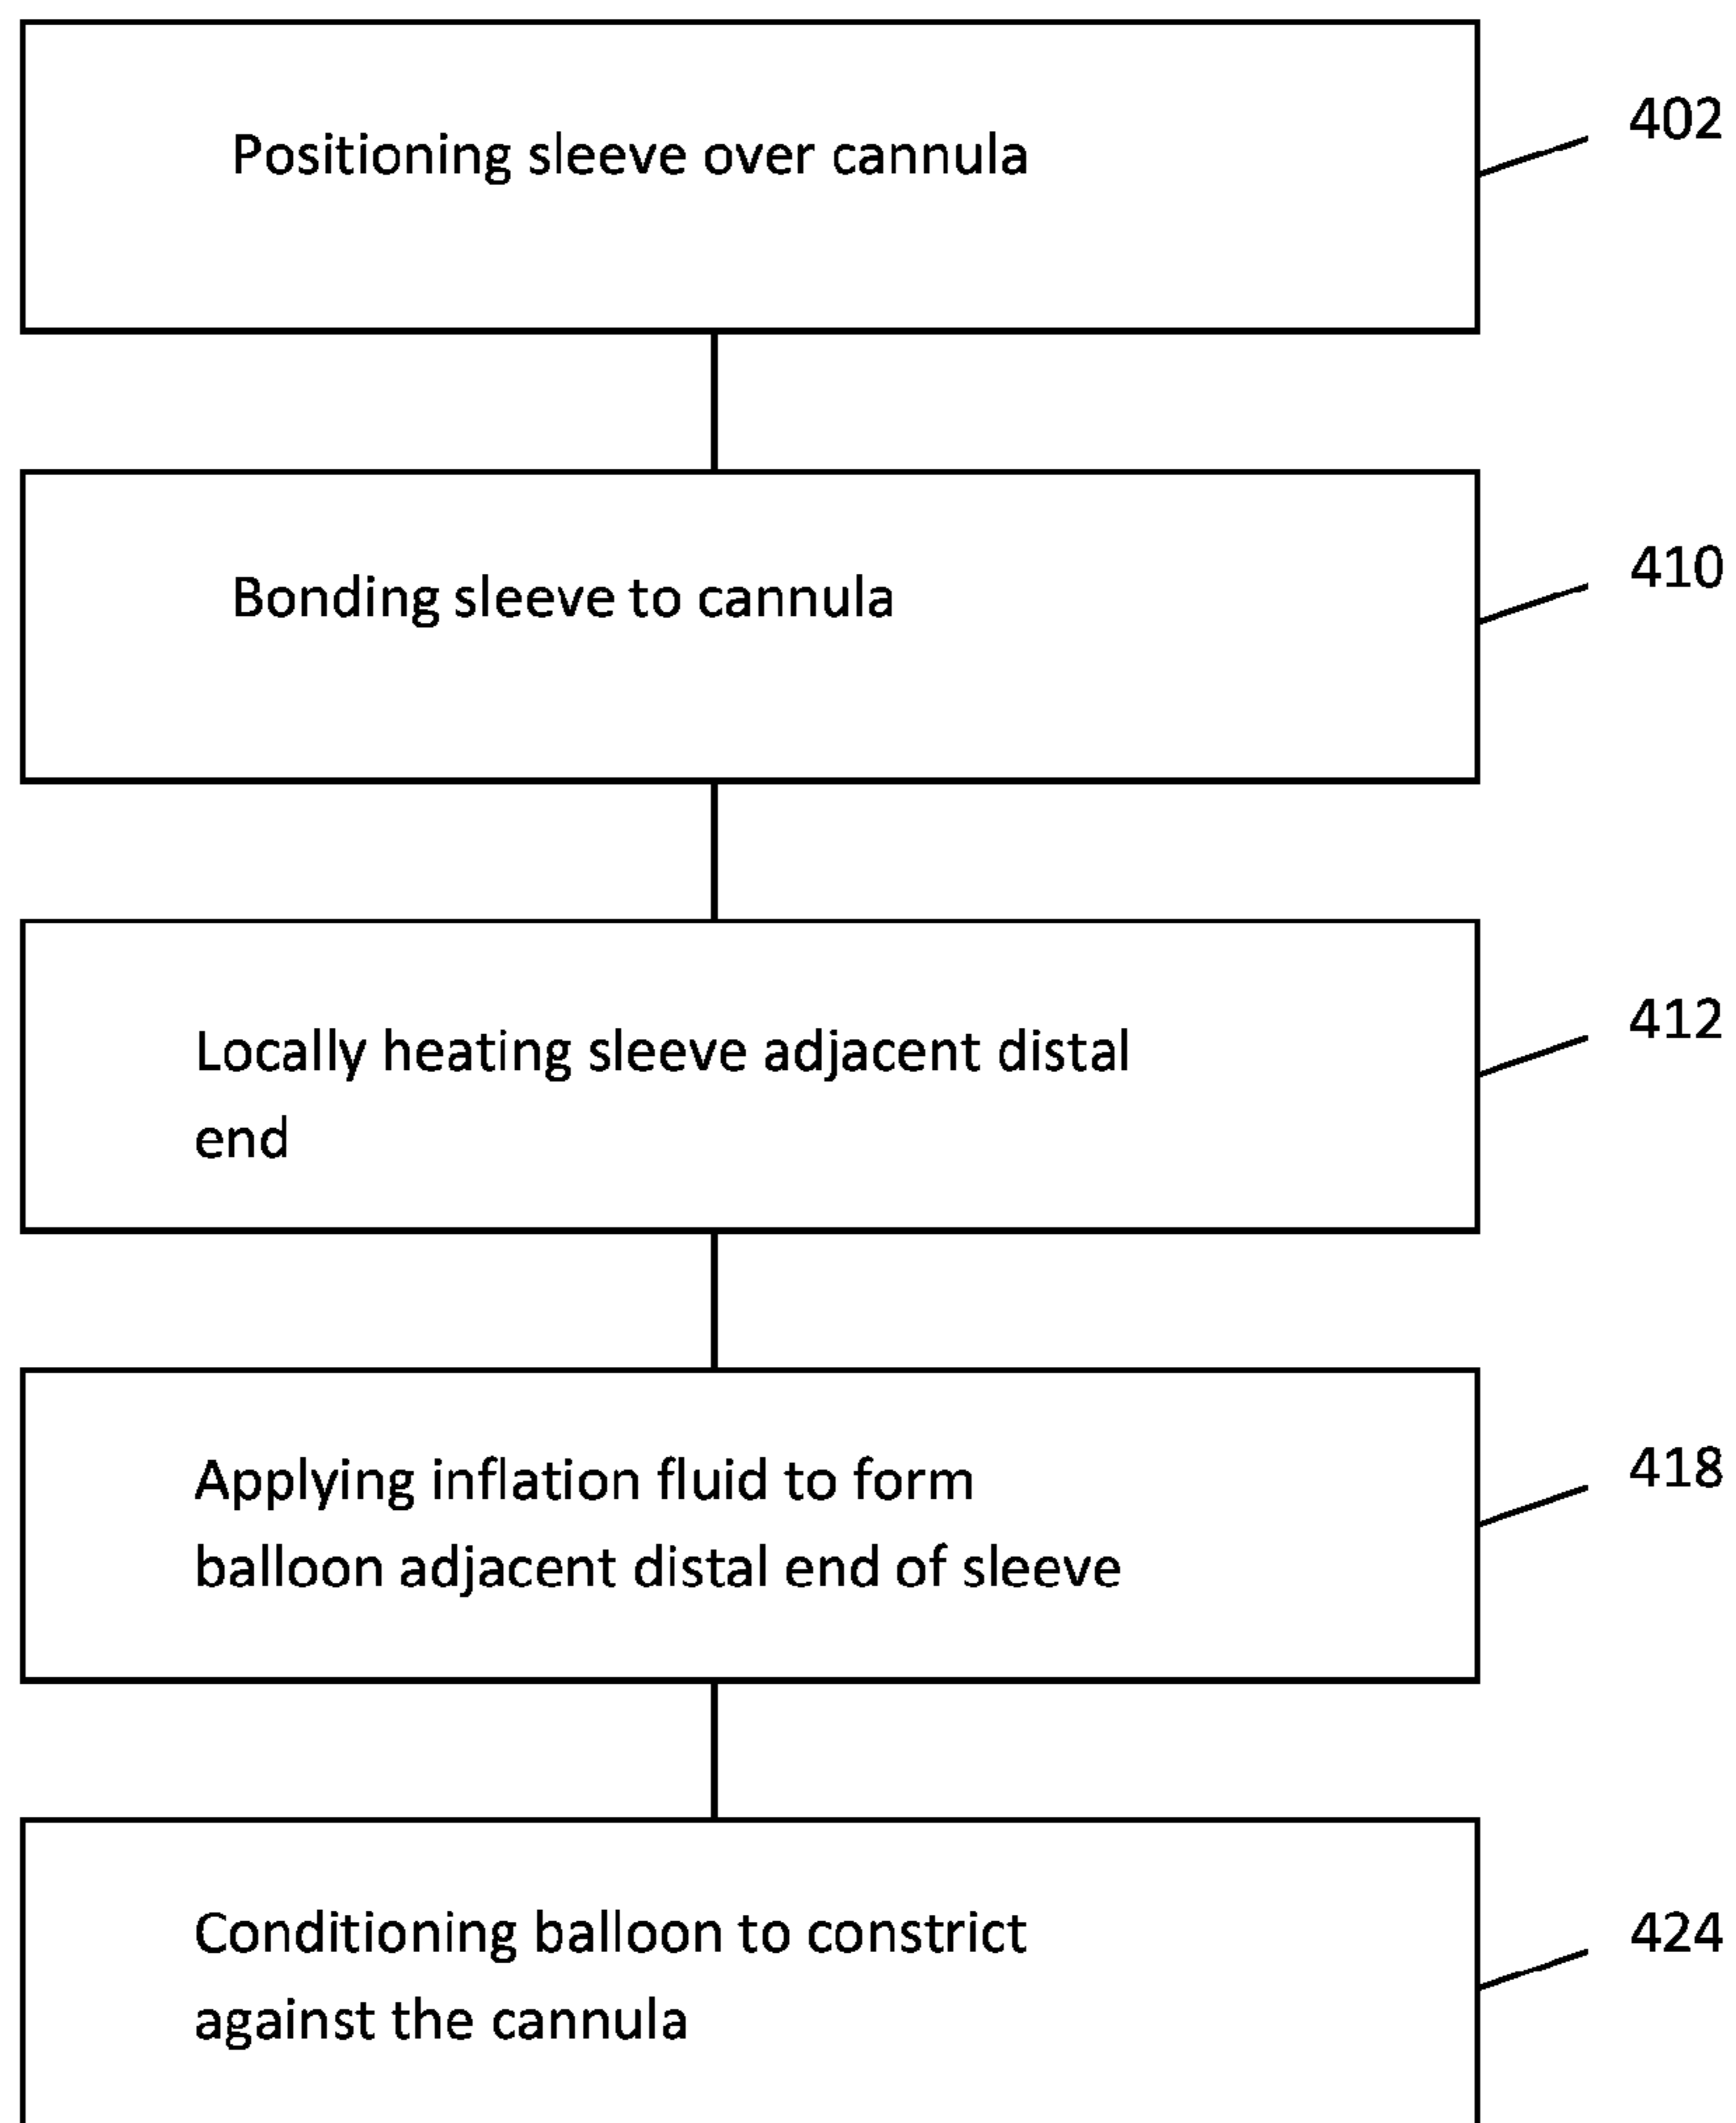 Positioning sleeve over cannula
402
Bonding sleeve to cannula
410
Locally heating sleeve adjacent distal
end
412
Applying inflation fluid to form
balloon adjacent distal end of sleeve
418
Conditioning balloon to constrict
against the cannula
424